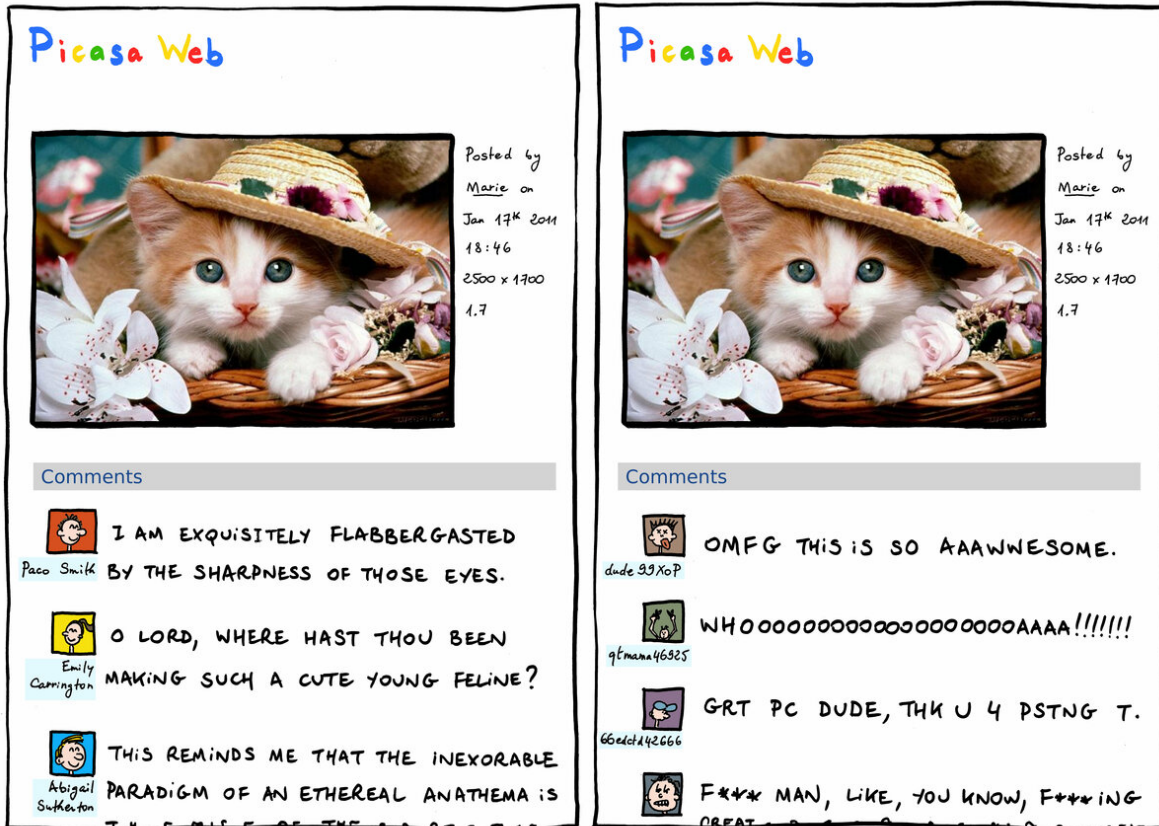 Picasa Web
Posted by
Marie on
Jan 17th 2011
18:46
2500 x 1700
1.7
Comments
Paco Smith
I AM EXQUISITELY FLABBERGASTED
BY THE SHARPNESS OF THOSE EYES.
Emily
Carrington
O LORD, WHERE HAST THOU BEEN
MAKING SUCH A CUTE YOUNG FELINE?
Abigail
Sutherton
THIS REMINDS ME THAT THE INEXORABLE
PARADIGM OF AN ETHEREAL ANATHEMA IS
Picasa Web
Posted by
Marie on
Jan 17th 2011
18:46
2500 x 1700
1.7
Comments
dude99XoP
OMFG THIS IS SO AAAWWESOME.
qtmama46925
WHOOOOOOOOOOOOOOOOOOOAAAA!!!!!!!
66edctd42666
GRT PC DUDE, THK U 4 PSTNG T.
F*** MAN, LIKE, YOU KNOW, F***ING